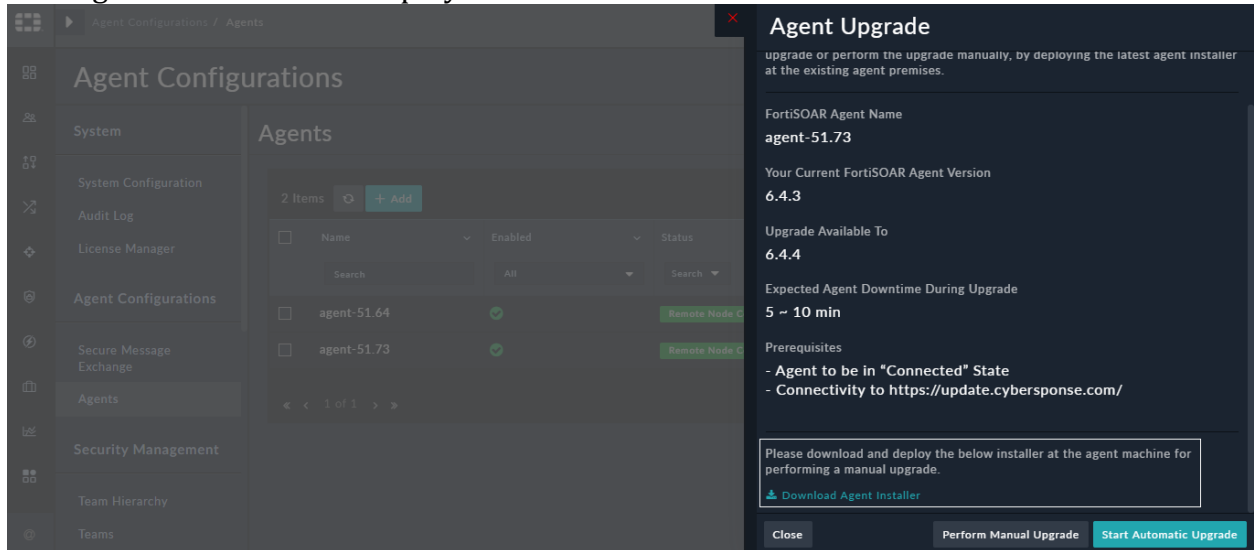 Agent Configurations / Agents
Agent Configurations
System
System Configuration
Audit Log
License Manager
Agent Configurations
Secure Message
Exchange
Agents
Security Management
Team Hierarchy
Teams
Agents
2 Items + Add
Name Enabled Status
Search All Search
agent-51.64 Remote Node C
agent-51.73 Remote Node C
1 of 1
Agent Upgrade
upgrade or perform the upgrade manually, by deploying the latest agent installer
at the existing agent premises.
FortiSOAR Agent Name
agent-51.73
Your Current FortiSOAR Agent Version
6.4.3
Upgrade Available To
6.4.4
Expected Agent Downtime During Upgrade
5 ~ 10 min
Prerequisites
- Agent to be in “Connected” State
- Connectivity to https://update.cybersponse.com/
Please download and deploy the below installer at the agent machine for
performing a manual upgrade.
Download Agent Installer
Close Perform Manual Upgrade Start Automatic Upgrade